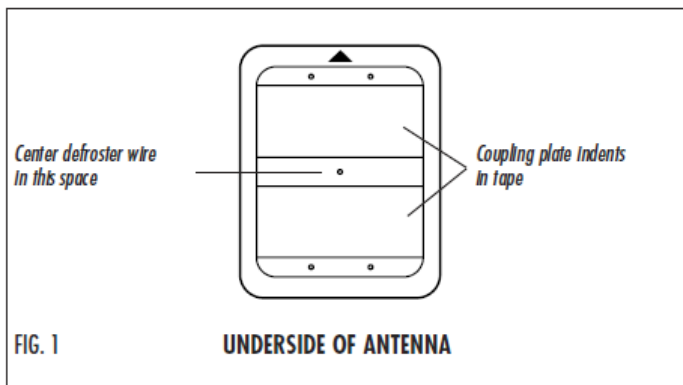 Center defroster wire
in this space
Coupling plate indents
in tape
FIG. 1
UNDERSIDE OF ANTENNA